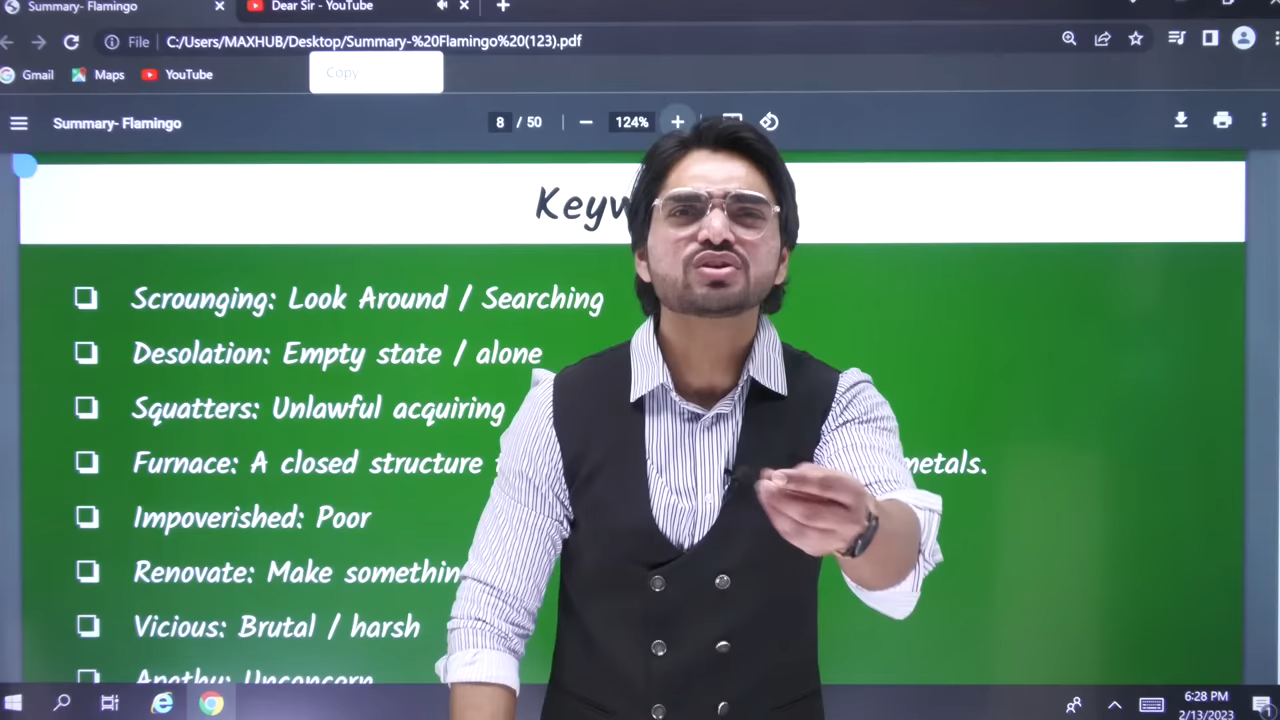 Summary- Flamingo
Dear Sir - YouTube
File
C:/Users/MAXHUB/Desktop/Summary-%20Flamingo%20(123).pdf
Gmail
Maps
YouTube
Copy
Summary- Flamingo
8 / 50
124%
Keyw
❏ Scrounging: Look Around / Searching
❏ Desolation: Empty state / alone
❏ Squatters: Unlawful acquiring
❏ Furnace: A closed structure metals.
❏ Impoverished: Poor
❏ Renovate: Make somethin
❏ Vicious: Brutal / harsh
❏ Apathy: Unconcern
6:28 PM
2/13/2023